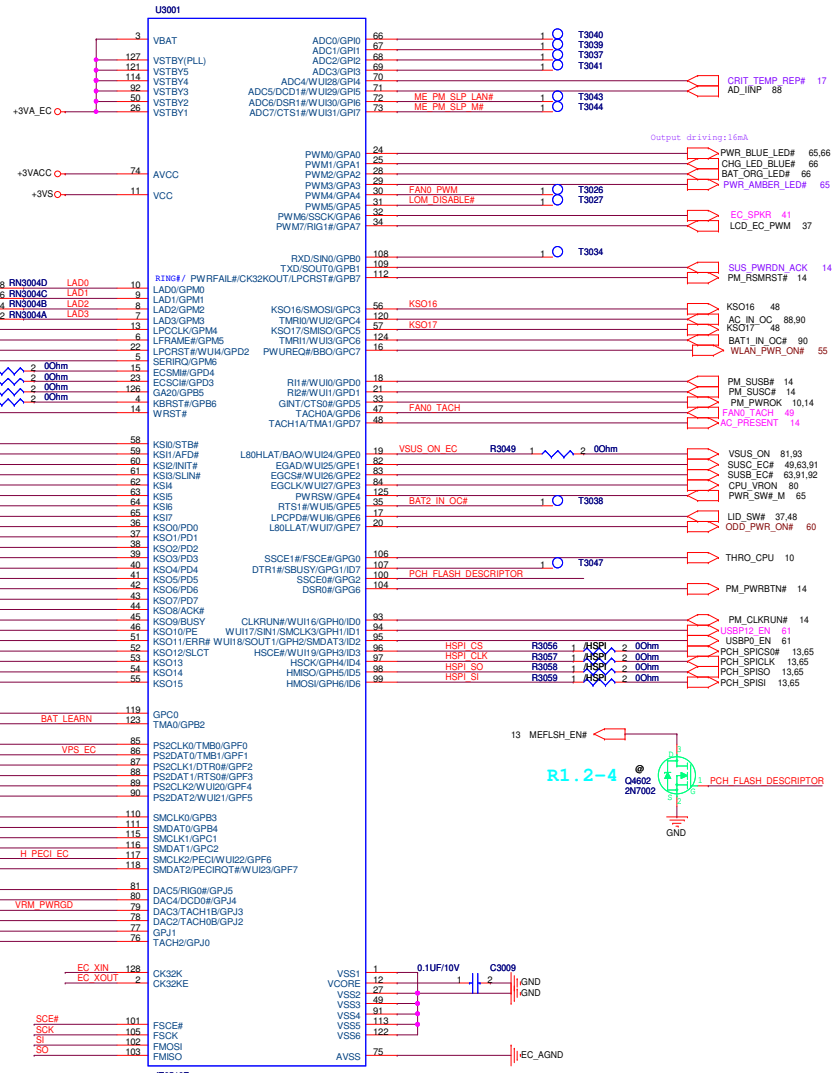 U3001
3 VBAT
127 VSTBY(PLL)
121 VSTBY5
114 VSTBY4
92 VSTBY3
50 VSTBY2
+3VA_EC 26 VSTBY1
+3VACC 74 AVCC
+3VS 11 VCC
RING#/ PWRFAIL#/CK32KOUT/LPCRST#/GPB7 112 PM_RSMRST# 14
8 RN3004D LAD0 10 LAD0/GPM0
6 RN3004C LAD1 9 LAD1/GPM1
4 RN3004B LAD2 8 LAD2/GPM2
2 RN3004A LAD3 7 LAD3/GPM3
13 LPCCLK/GPM4
6 LFRAME#/GPM5
22 LPCRST#/WUI4/GPD2
5 SERIRQ/GPM6
2 0Ohm 15 ECSMI#/GPD4
2 0Ohm 23 ECSCI#/GPD3
2 0Ohm 126 GA20/GPB5
2 0Ohm 4 KBRST#/GPB6
14 WRST#
58 KSI0/STB#
59 KSI1/AFD#
60 KSI2/INIT#
61 KSI3/SLIN#
62 KSI4
63 KSI5
64 KSI6
65 KSI7
36 KSO0/PD0
37 KSO1/PD1
38 KSO2/PD2
39 KSO3/PD3
40 KSO4/PD4
41 KSO5/PD5
42 KSO6/PD6
43 KSO7/PD7
44 KSO8/ACK#
45 KSO9/BUSY
46 KSO10/PE
51 KSO11/ERR#
52 KSO12/SLCT
53 KSO13
54 KSO14
55 KSO15
119 GPC0
BAT_LEARN 123 TMA0/GPB2
85 PS2CLK0/TMB0/GPF0
VPS_EC 86 PS2DAT0/TMB1/GPF1
87 PS2CLK1/DTR0#/GPF2
88 PS2DAT1/RTS0#/GPF3
89 PS2CLK2/WUI20/GPF4
90 PS2DAT2/WUI21/GPF5
110 SMCLK0/GPB3
111 SMDAT0/GPB4
115 SMCLK1/GPC1
116 SMDAT1/GPC2
H_PECI_EC 117 SMCLK2/PECI/WUI22/GPF6
118 SMDAT2/PECIRQT#/WUI23/GPF7
81 DAC5/RIG0#/GPJ5
80 DAC4/DCD0#/GPJ4
VRM_PWRGD 79 DAC3/TACH1B/GPJ3
78 DAC2/TACH0B/GPJ2
77 GPJ1
76 TACH2/GPJ0
EC_XIN 128 CK32K
EC_XOUT 2 CK32KE
SCE# 101 FSCE#
SCK 105 FSCK
SI 102 FMOSI
SO 103 FMISO
ADC0/GPI0 66 1 T3040
ADC1/GPI1 67 1 T3039
ADC2/GPI2 68 1 T3037
ADC3/GPI3 69 1 T3041
ADC4/WUI28/GPI4 70 CRIT_TEMP_REP# 17
ADC5/DCD1#/WUI29/GPI5 71 AD_IINP 88
ADC6/DSR1#/WUI30/GPI6 72 ME_PM_SLP_LAN# 1 T3043
ADC7/CTS1#/WUI31/GPI7 73 ME_PM_SLP_M# 1 T3044
Output driving:16mA
PWM0/GPA0 24 PWR_BLUE_LED# 65,66
PWM1/GPA1 25 CHG_LED_BLUE# 66
PWM2/GPA2 28 BAT_ORG_LED# 66
PWM3/GPA3 29 PWR_AMBER_LED# 65
PWM4/GPA4 30 FAN0_PWM 1 T3026
PWM5/GPA5 31 LOM_DISABLE# 1 T3027
PWM6/SSCK/GPA6 32 EC_SPKR 41
PWM7/RIG1#/GPA7 34 LCD_EC_PWM 37
RXD/SIN0/GPB0 108 1 T3034
TXD/SOUT0/GPB1 109 SUS_PWRDN_ACK 14
KSO16/SMOSI/GPC3 56 KSO16 KSO16 48
TMRI0/WUI2/GPC4 120 AC_IN_OC 88,90
KSO17/SMISO/GPC5 57 KSO17 KSO17 48
TMRI1/WUI3/GPC6 124 BAT1_IN_OC# 90
PWUREQ#/BBO/GPC7 16 WLAN_PWR_ON# 55
RI1#/WUI0/GPD0 18 PM_SUSB# 14
RI2#/WUI1/GPD1 21 PM_SUSC# 14
GINT/CTS0#/GPD5 33 PM_PWROK 10,14
TACH0A/GPD6 47 FAN0_TACH FAN0_TACH 49
TACH1A/TMA1/GPD7 48 AC_PRESENT 14
L80HLAT/BAO/WUI24/GPE0 19 VSUS_ON_EC R3049 1 2 0Ohm VSUS_ON 81,93
EGAD/WUI25/GPE1 82 SUSC_EC# 49,63,91
EGCS#/WUI26/GPE2 83 SUSB_EC# 63,91,92
EGCLK/WUI27/GPE3 84 CPU_VRON 80
PWRSW/GPE4 125 PWR_SW#_M 65
RTS1#/WUI5/GPE5 35 BAT2_IN_OC# 1 T3038
LPCPD#/WUI6/GPE6 17 LID_SW# 37,48
L80LLAT/WUI7/GPE7 20 ODD_PWR_ON# 60
SSCE1#/FSCE#/GPG0 106 THRO_CPU 10
DTR1#/SBUSY/GPG1/ID7 107 1 T3047
SSCE0#/GPG2 100 PCH_FLASH_DESCRIPTOR
DSR0#/GPG6 104 PM_PWRBTN# 14
CLKRUN#/WUI16/GPH0/ID0 93 PM_CLKRUN# 14
WUI17/SIN1/SMCLK3/GPH1/ID1 94 USBP12_EN 61
WUI18/SOUT1/GPH2/SMDAT3/ID2 95 USBP0_EN 61
HSCE#/WUI19/GPH3/ID3 96 HSPI_CS R3056 1 /HSPI 2 0Ohm PCH_SPICS0# 13,65
HSCK/GPH4/ID4 97 HSPI_CLK R3057 1 /HSPI 2 0Ohm PCH_SPICLK 13,65
HMISO/GPH5/ID5 98 HSPI_SO R3058 1 /HSPI 2 0Ohm PCH_SPISO 13,65
HMOSI/GPH6/ID6 99 HSPI_SI R3059 1 /HSPI 2 0Ohm PCH_SPISI 13,65
13 MEFLSH_EN#
R1.2-4
@
Q4602
2N7002
3
D
G 1 PCH_FLASH_DESCRIPTOR
S
2
GND
VSS1 1 0.1UF/10V C3009
VCORE 12 1 2 GND
VSS2 27 GND
VSS3 49
VSS4 91
VSS5 113
VSS6 122
AVSS 75 EC_AGND